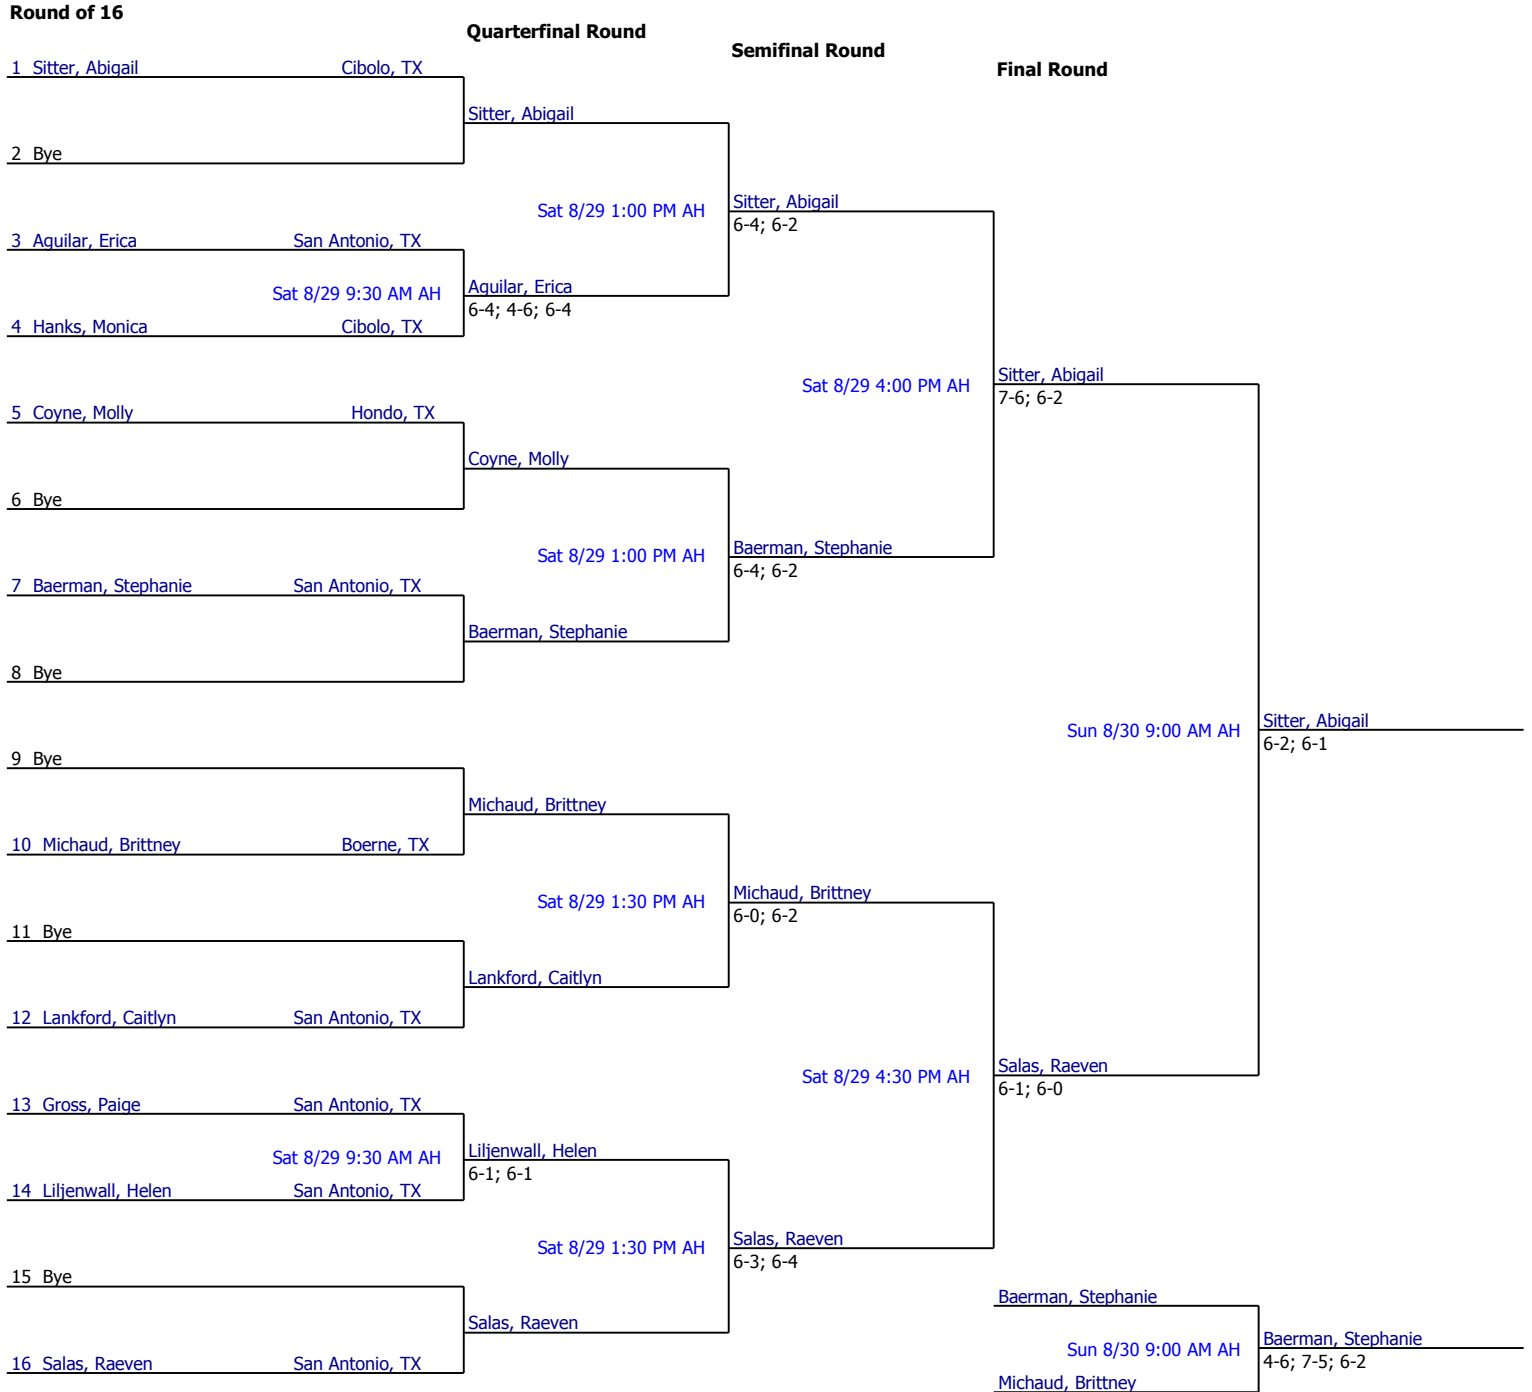 Round of 16
Quarterfinal Round
Semifinal Round
Final Round
1 Sitter, Abigail Cibolo, TX
Sitter, Abigail
2 Bye
Sat 8/29 1:00 PM AH
Sitter, Abigail
6-4; 6-2
3 Aguilar, Erica San Antonio, TX
Sat 8/29 9:30 AM AH
Aguilar, Erica
6-4; 4-6; 6-4
4 Hanks, Monica Cibolo, TX
Sat 8/29 4:00 PM AH
Sitter, Abigail
7-6; 6-2
5 Coyne, Molly Hondo, TX
Coyne, Molly
6 Bye
Sat 8/29 1:00 PM AH
Baerman, Stephanie
6-4; 6-2
7 Baerman, Stephanie San Antonio, TX
Baerman, Stephanie
8 Bye
Sun 8/30 9:00 AM AH
Sitter, Abigail
6-2; 6-1
9 Bye
Michaud, Brittney
10 Michaud, Brittney Boerne, TX
Sat 8/29 1:30 PM AH
Michaud, Brittney
6-0; 6-2
11 Bye
Lankford, Caitlyn
12 Lankford, Caitlyn San Antonio, TX
Sat 8/29 4:30 PM AH
Salas, Raeven
6-1; 6-0
13 Gross, Paige San Antonio, TX
Sat 8/29 9:30 AM AH
Liljenwall, Helen
6-1; 6-1
14 Liljenwall, Helen San Antonio, TX
Sat 8/29 1:30 PM AH
Salas, Raeven
6-3; 6-4
15 Bye
Salas, Raeven
16 Salas, Raeven San Antonio, TX
Baerman, Stephanie
Sun 8/30 9:00 AM AH
Baerman, Stephanie
4-6; 7-5; 6-2
Michaud, Brittney